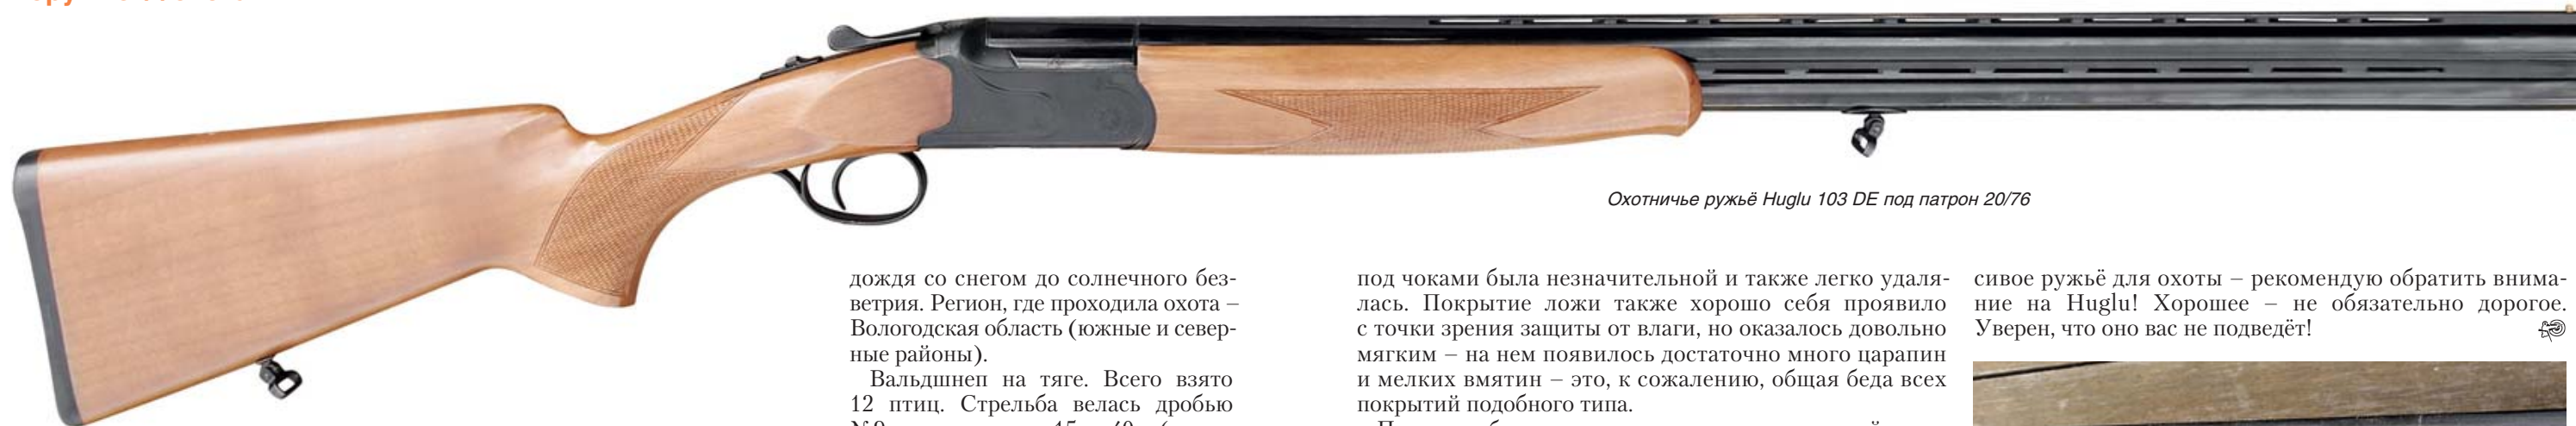 Охотничье ружьё Huglu 103 DE под патрон 20/76
дождя со снегом до солнечного без-
ветрия. Регион, где проходила охота –
Вологодская область (южные и север-
ные районы).
Вальдшнеп на тяге. Всего взято
12 птиц. Стрельба велась дробью
под чоками была незначительной и также легко удаля-
лась. Покрытие ложи также хорошо себя проявило
с точки зрения защиты от влаги, но оказалось довольно
мягким – на нем появилось достаточно много царапин
и мелких вмятин – это, к сожалению, общая беда всех
покрытий подобного типа.
сивое ружьё для охоты – рекомендую обратить внима-
ние на Huglu! Хорошее – не обязательно дорогое.
Уверен, что оно вас не подведёт!